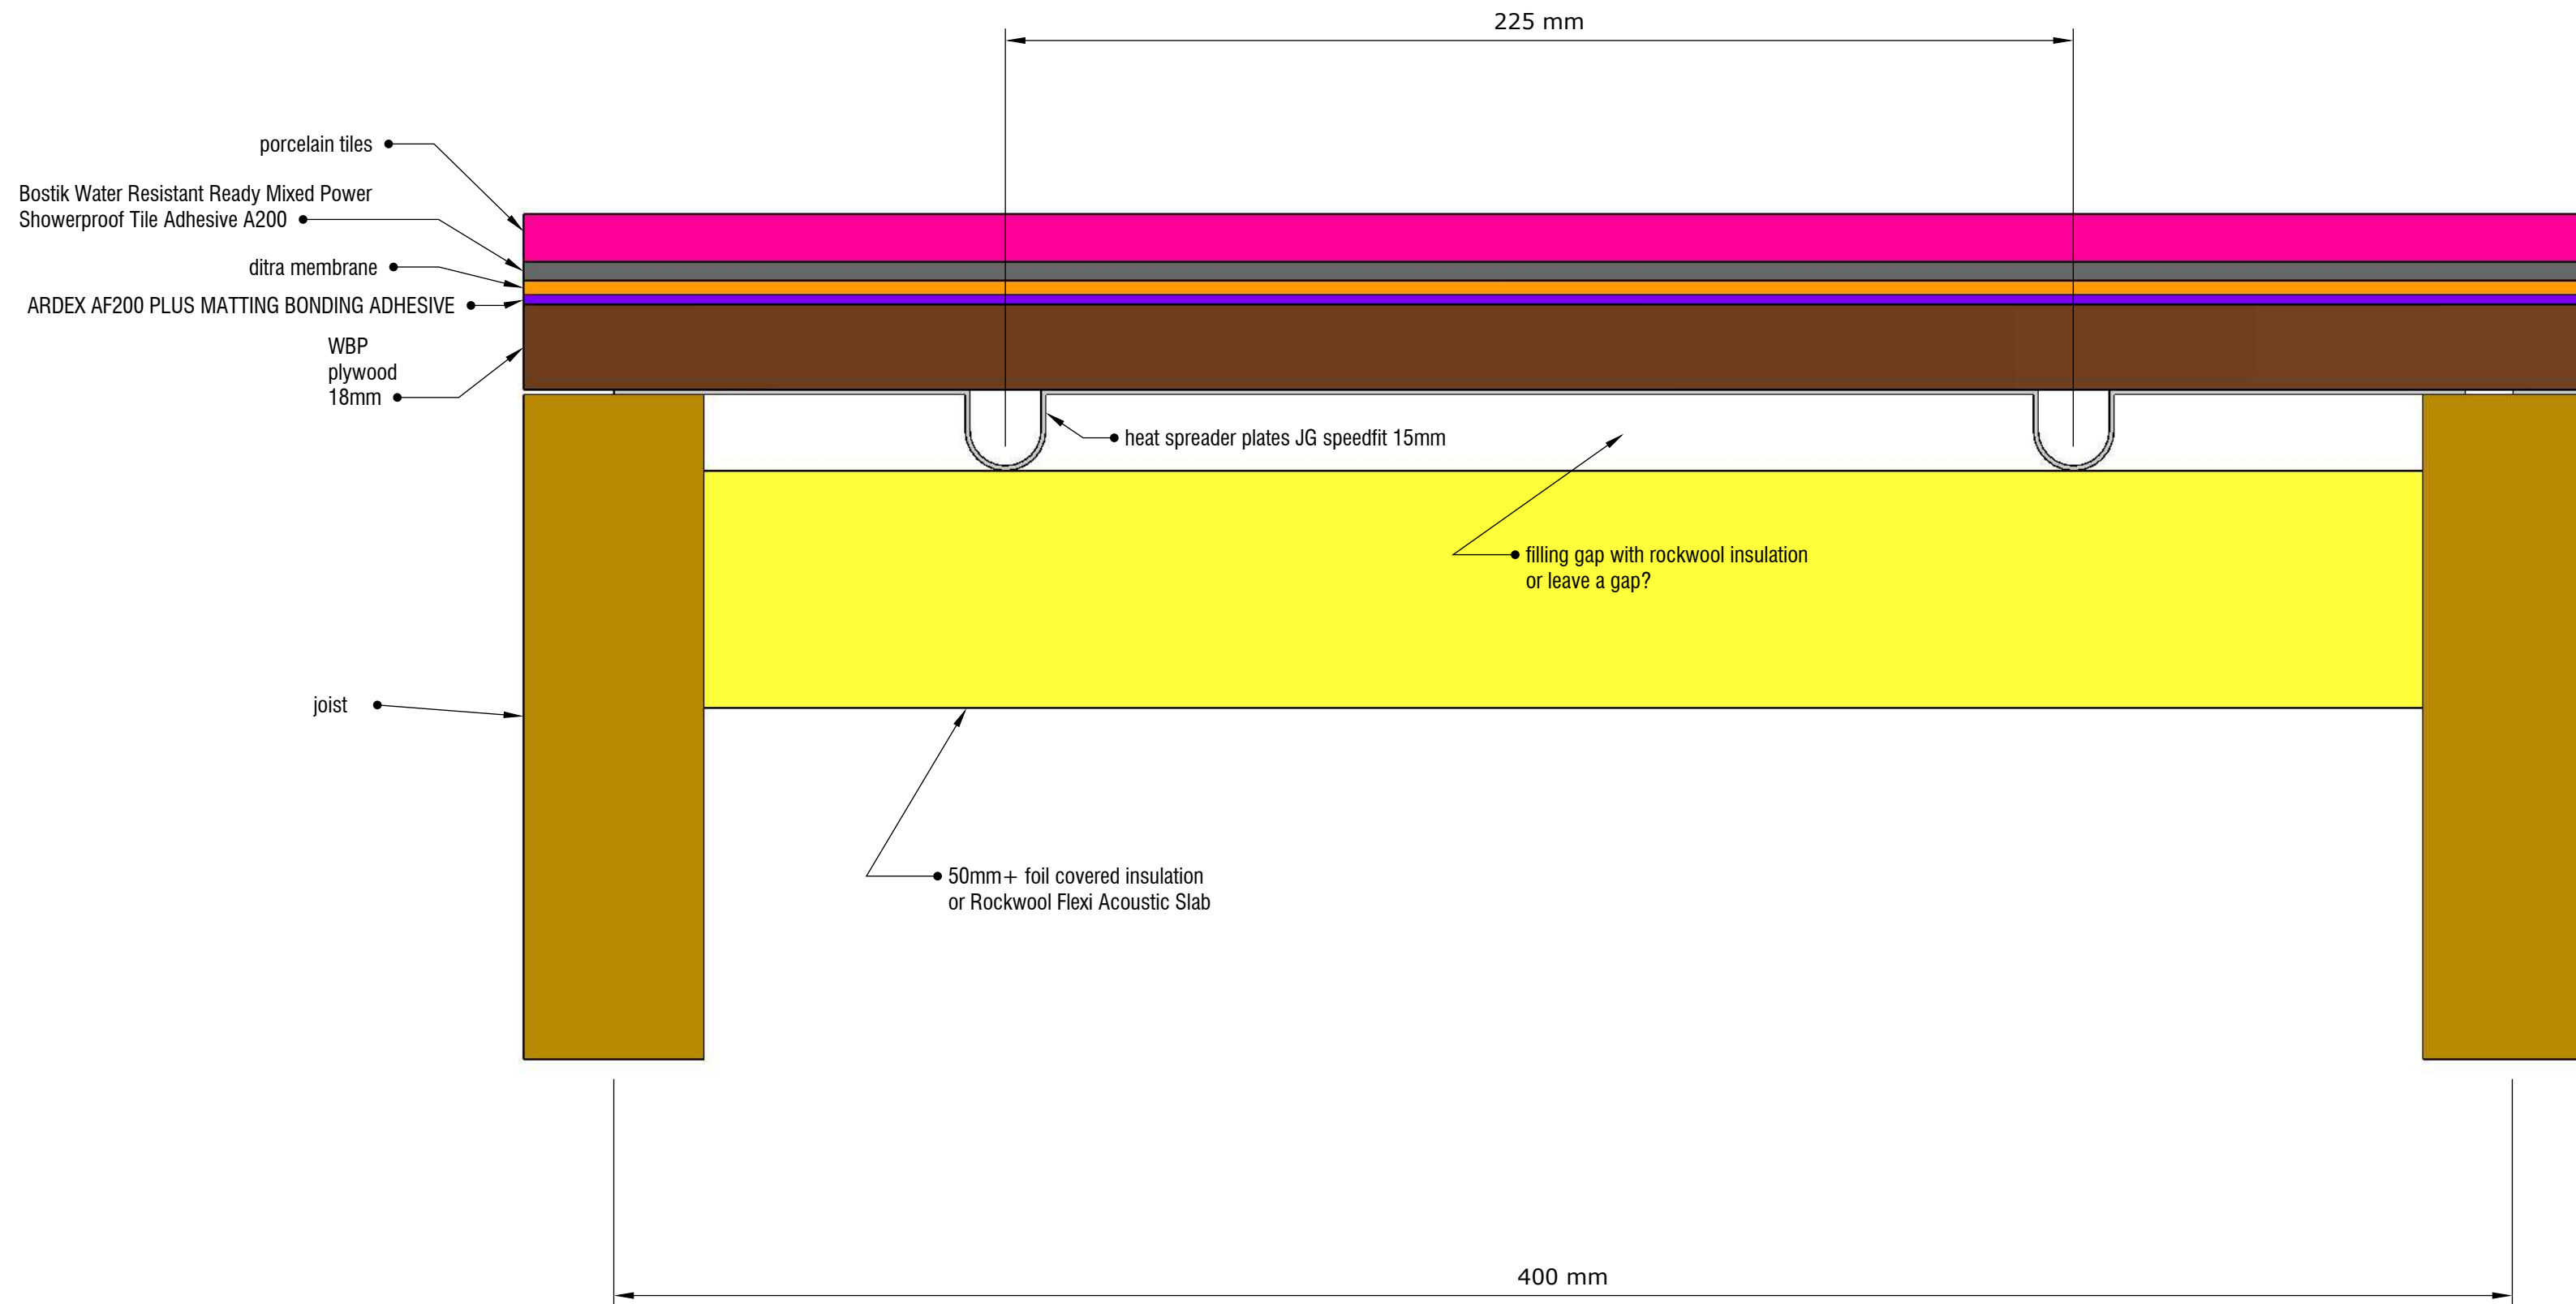 225 mm
porcelain tiles
Bostik Water Resistant Ready Mixed Power
Showerproof Tile Adhesive A200
ditra membrane
ARDEX AF200 PLUS MATTING BONDING ADHESIVE
WBP
plywood
18mm
heat spreader plates JG speedfit 15mm
filling gap with rockwool insulation
or leave a gap?
joist
50mm+ foil covered insulation
or Rockwool Flexi Acoustic Slab
400 mm